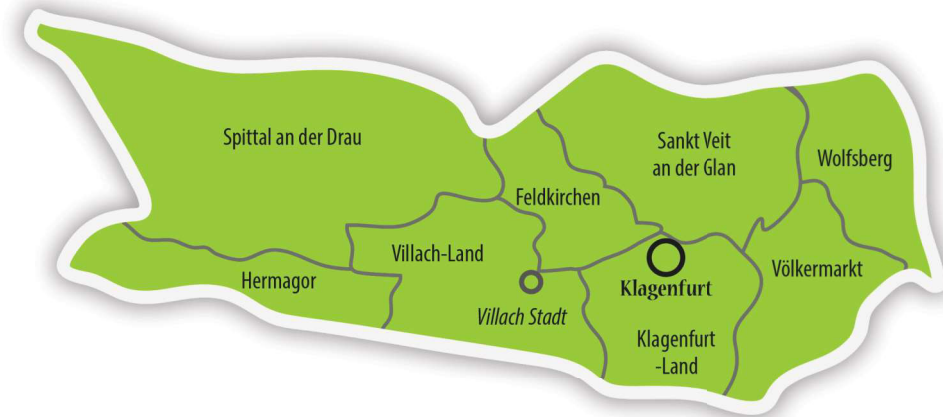 Spittal an der Drau
Sankt Veit
an der Glan
Wolfsberg
Feldkirchen
Villach-Land
Hermagor
Völkermarkt
Klagenfurt
Villach Stadt
Klagenfurt
-Land